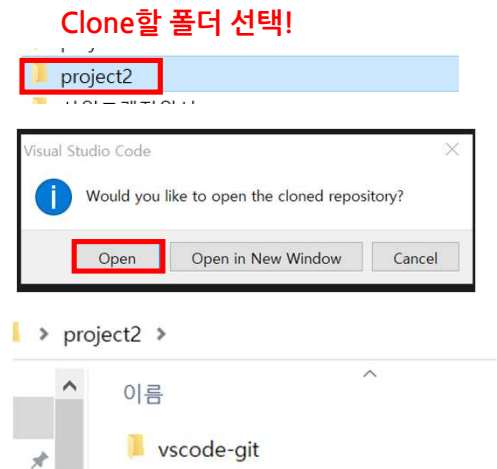 Clone할 폴더 선택!
project2
Visual Studio Code
Would you like to open the cloned repository?
Open
Open in New Window
Cancel
> project2 >
이름
vscode-git